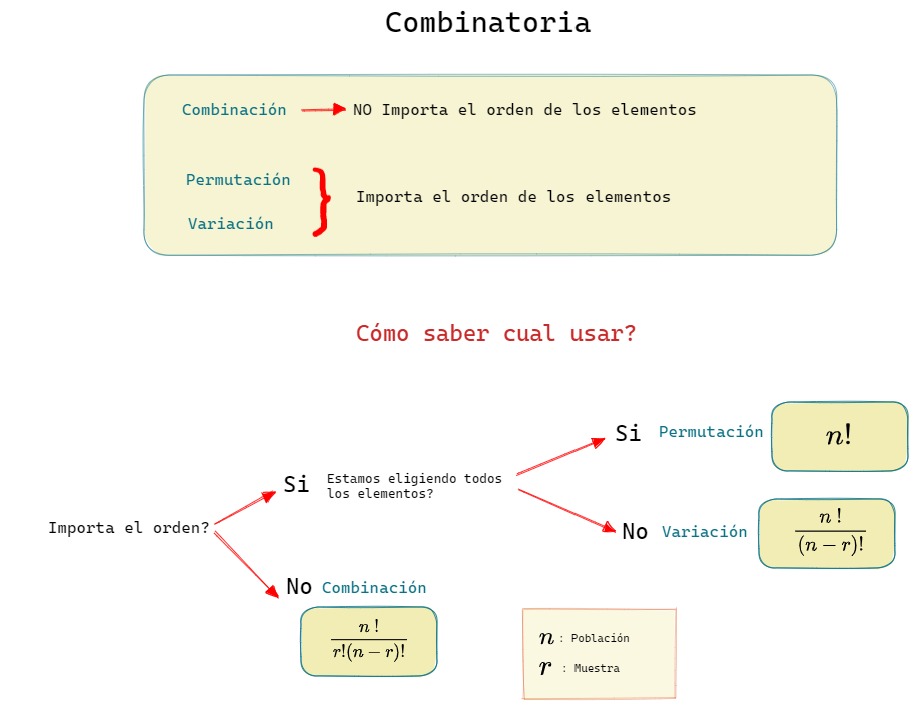 Combinatoria
Combinación
NO Importa el orden de los elementos
Permutación
Variación
Importa el orden de los elementos
Cómo saber cual usar?
Importa el orden?
Si
Estamos eligiendo todos
los elementos?
Si
Permutación
n!
No
Variación
n !
(n − r)!
No
Combinación
n !
r!(n − r)!
n : Población
r : Muestra